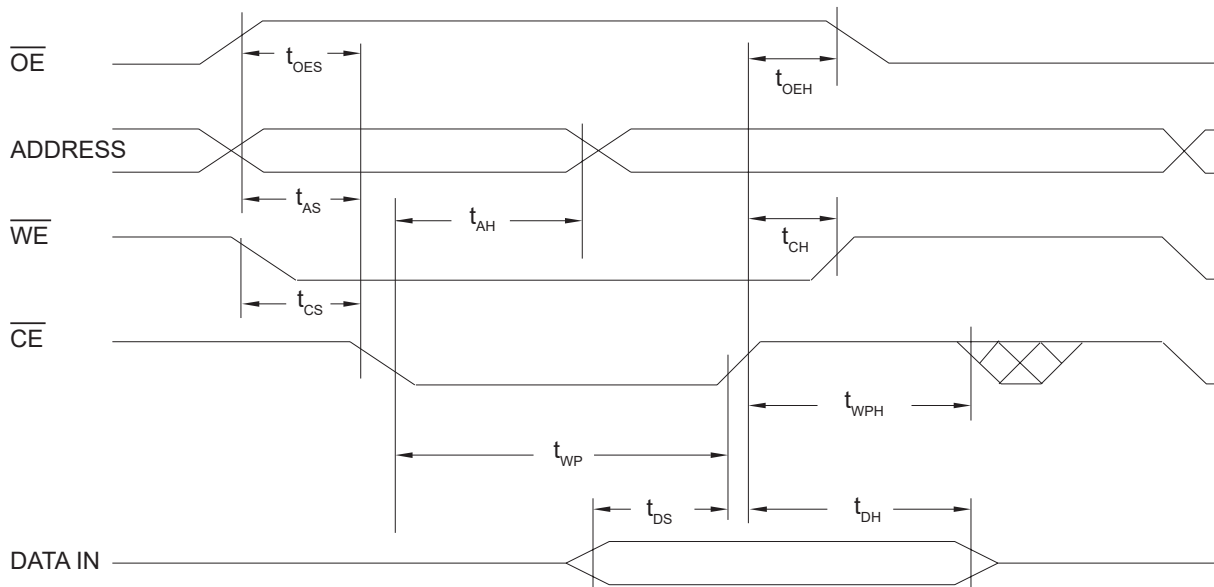 OE
tOES
tOEH
ADDRESS
tAS
tAH
WE
tCH
tCS
CE
tWPH
tWP
tDS
tDH
DATA IN